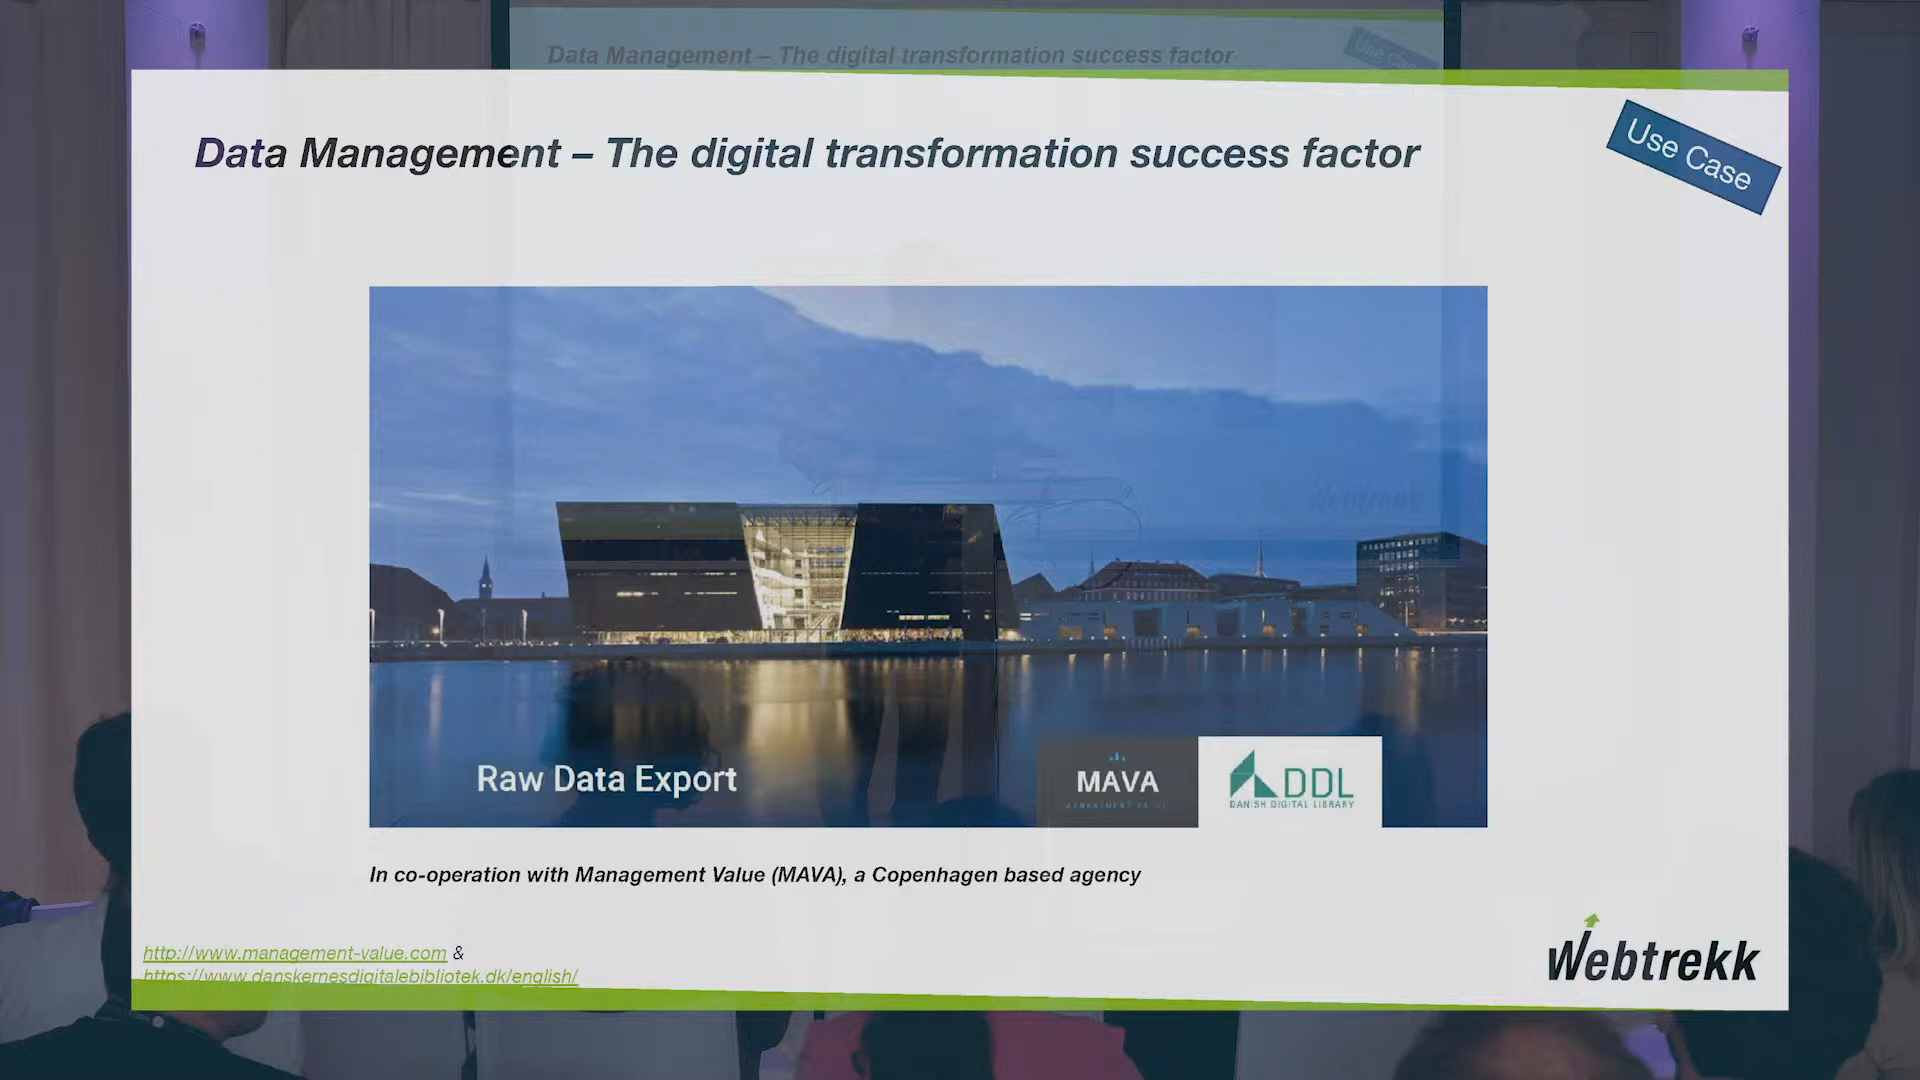 Data Management – The digital transformation success factor
Data Management – The digital transformation success factor
Use Case
Raw Data Export
MAVA
MANAGEMENT VALUE
DDL
DANISH DIGITAL LIBRARY
In co-operation with Management Value (MAVA), a Copenhagen based agency
http://www.management-value.com &
https://www.danskernesdigitalebibliotek.dk/english/
Webtrekk